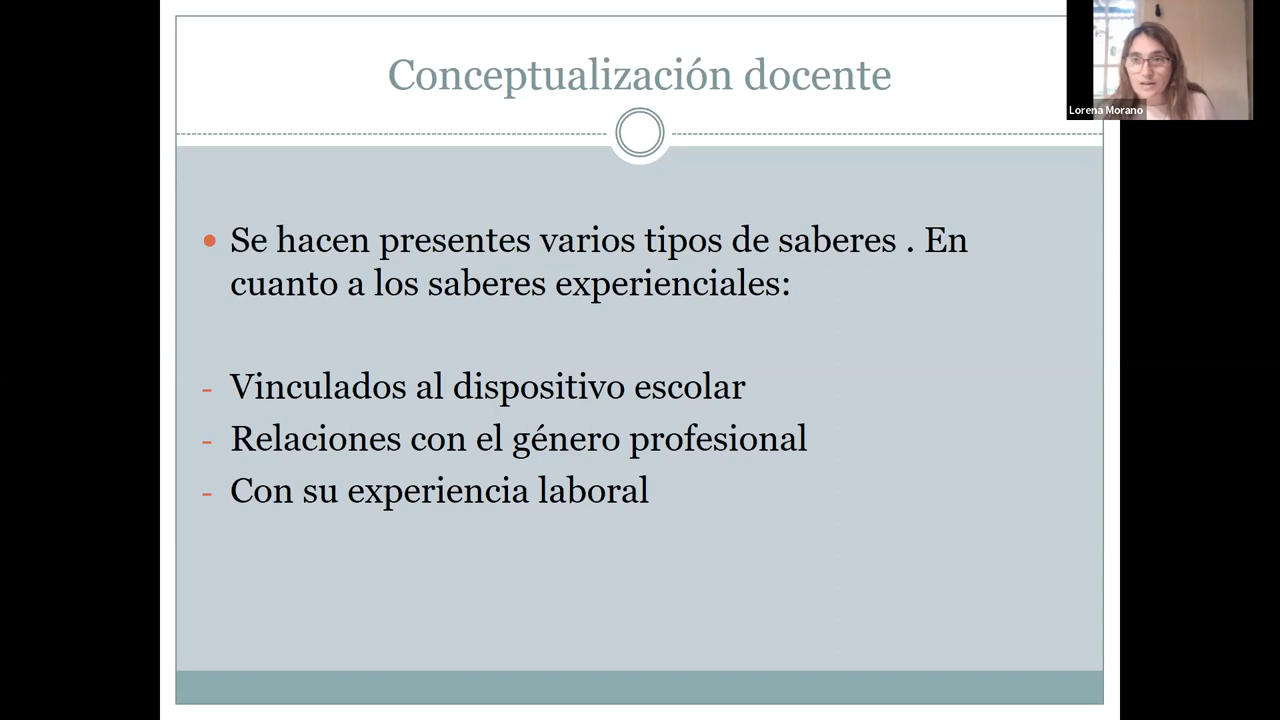 Conceptualización docente
Lorena Morano
• Se hacen presentes varios tipos de saberes . En
cuanto a los saberes experienciales:
- Vinculados al dispositivo escolar
- Relaciones con el género profesional
- Con su experiencia laboral